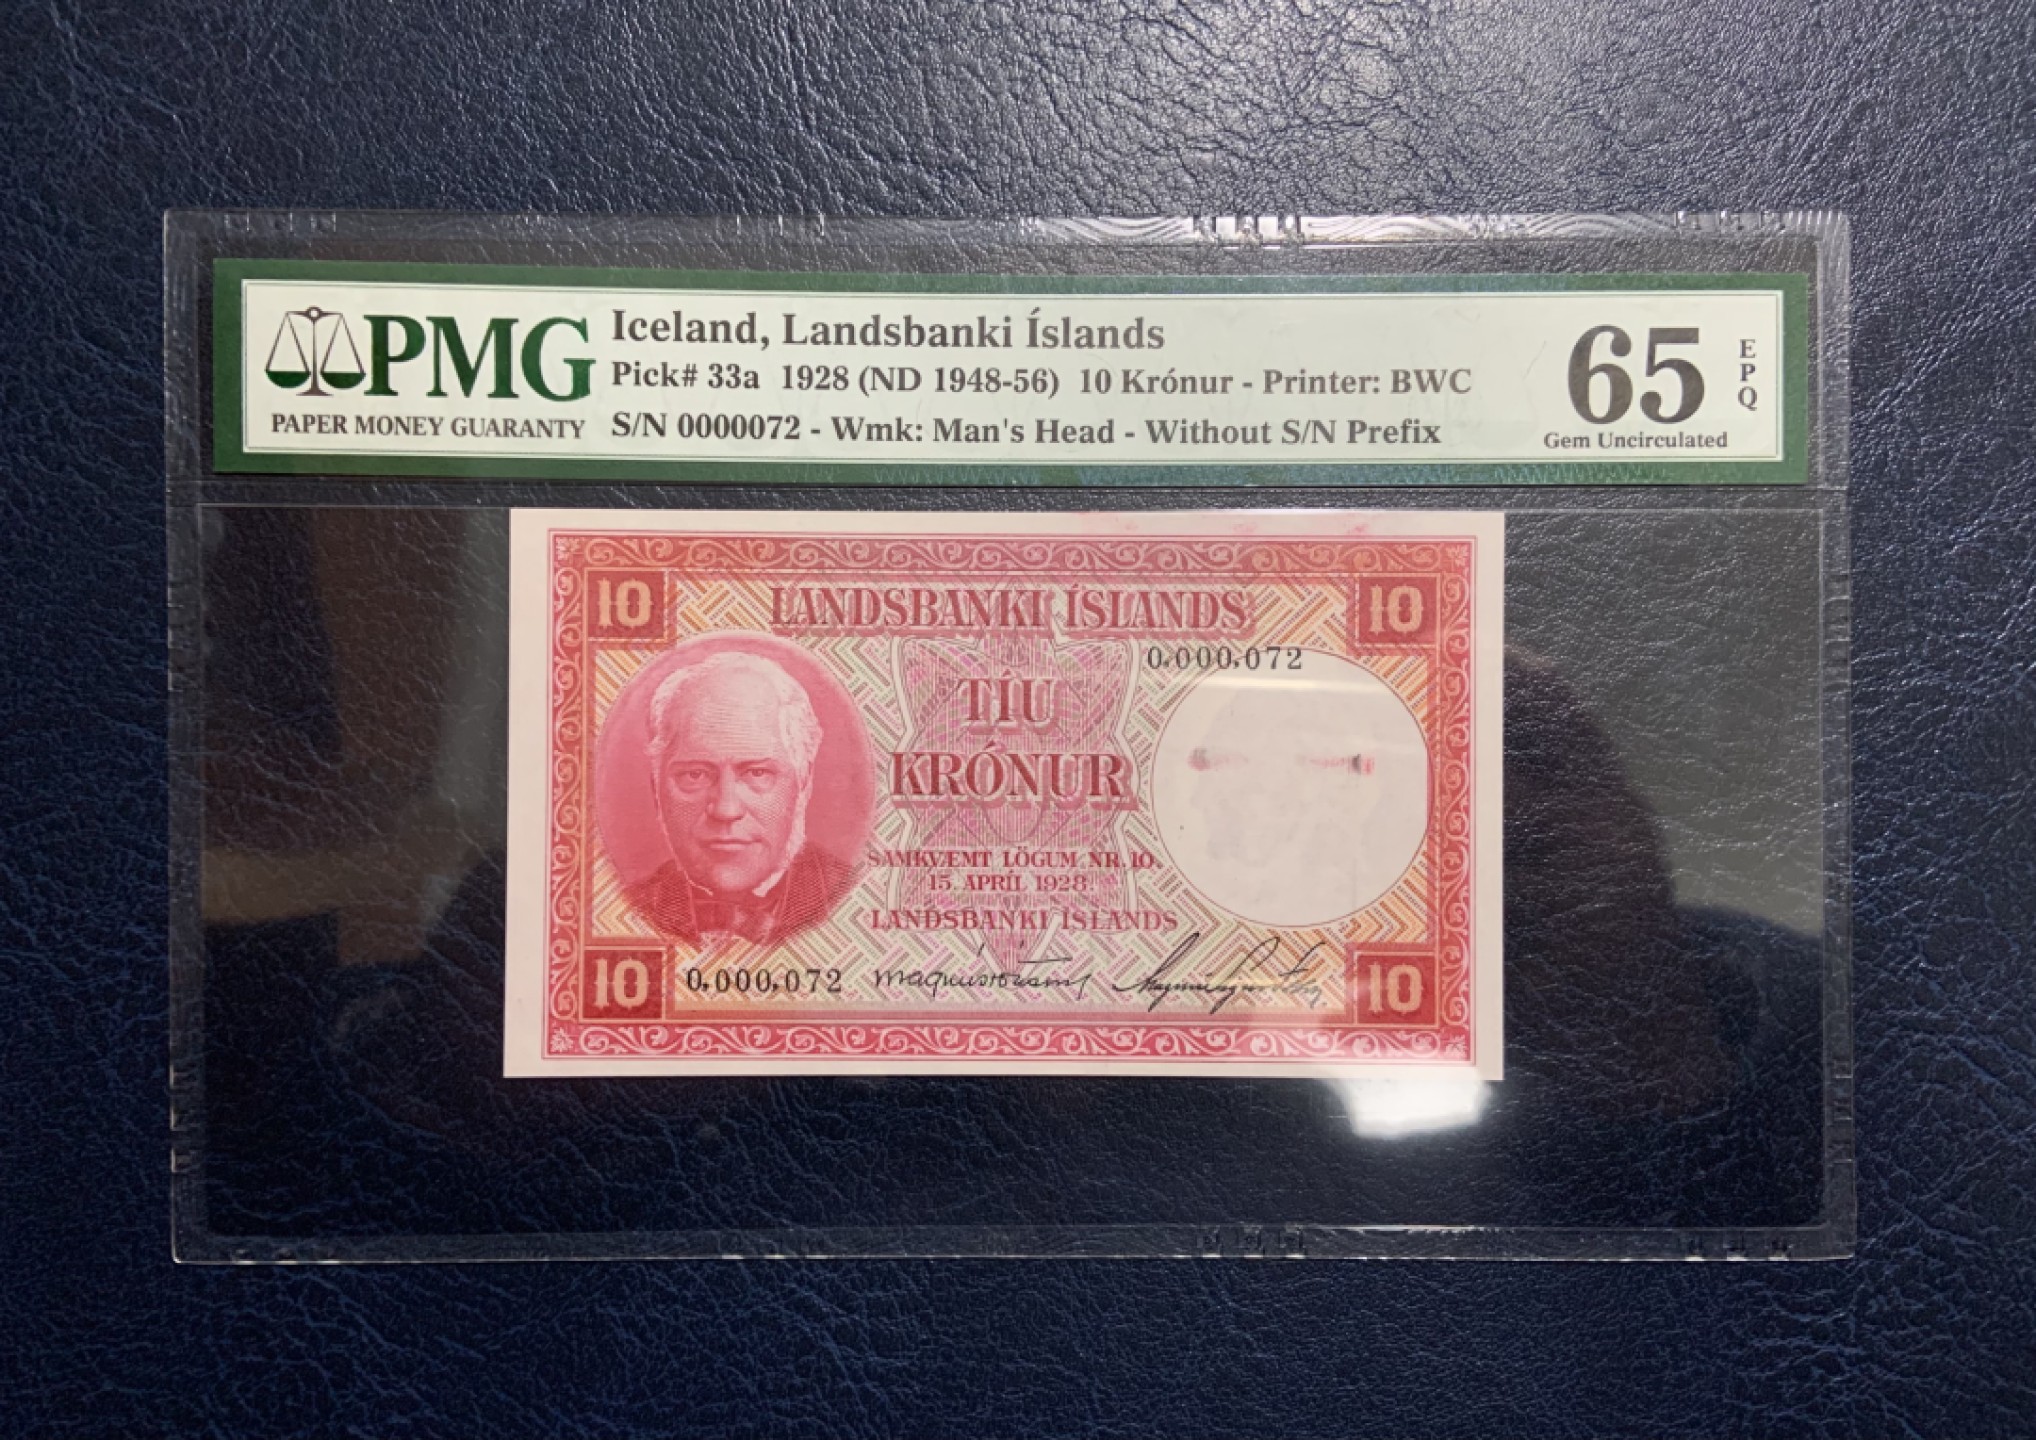 PMG
PAPER MONEY GUARANTY
Iceland, Landsbanki Íslands
Pick# 33a 1928 (ND 1948-56) 10 Krónur - Printer: BWC
S/N 0000072 - Wmk: Man's Head - Without S/N Prefix
65
EPQ
Gem Uncirculated
10 LANDSBANKI ÍSLANDS 10
0,000,072
TÍU
KRÓNUR
SAMKVÆMT LÖGUM NR. 10.
15. APRÍL 1928.
LANDSBANKI ÍSLANDS
10 0,000,072 10